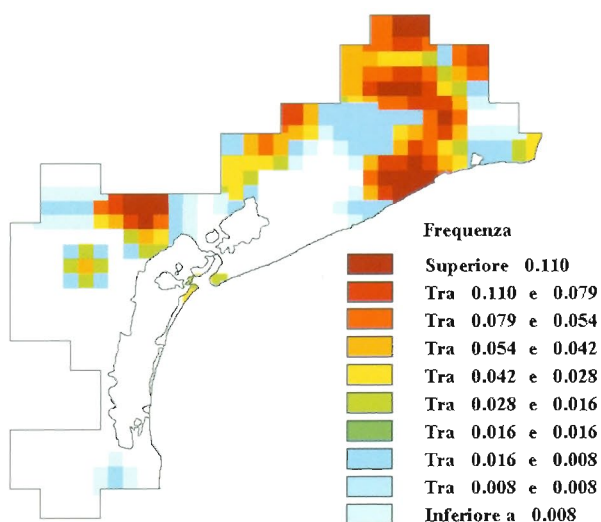 Frequenza
Superiore 0.110
Tra 0.110 e 0.079
Tra 0.079 e 0.054
Tra 0.054 e 0.042
Tra 0.042 e 0.028
Tra 0.028 e 0.016
Tra 0.016 e 0.016
Tra 0.016 e 0.008
Tra 0.008 e 0.008
Inferiore a 0.008